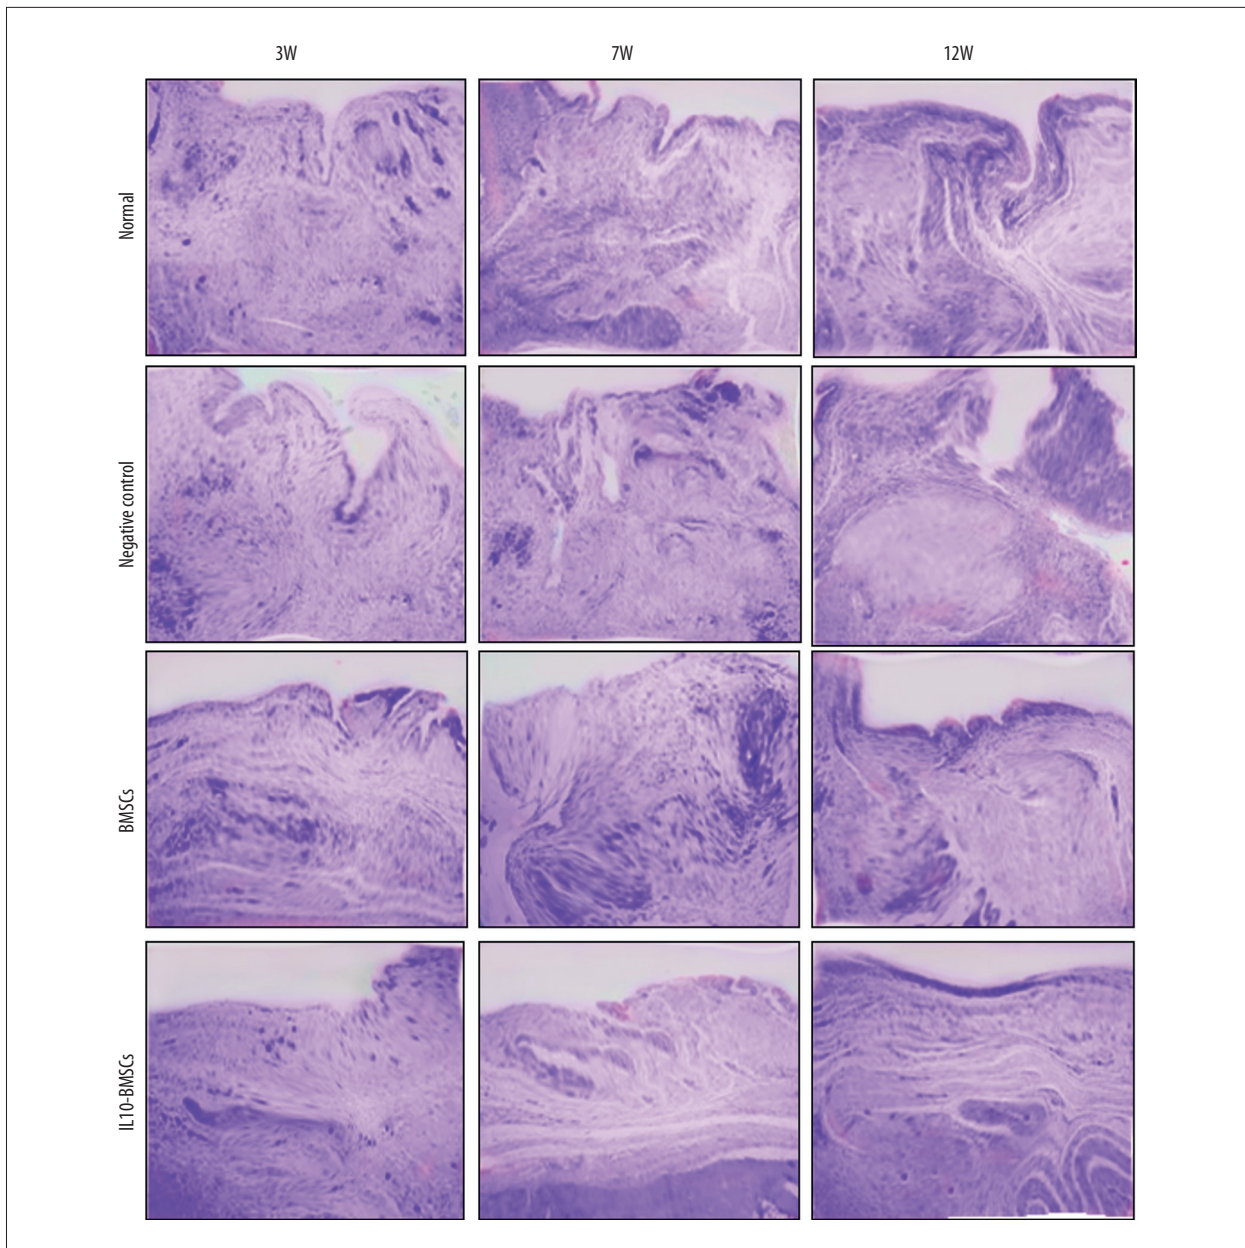 3W
7W
12W
Normal
Negative control
BMSCs
IL10-BMSCs